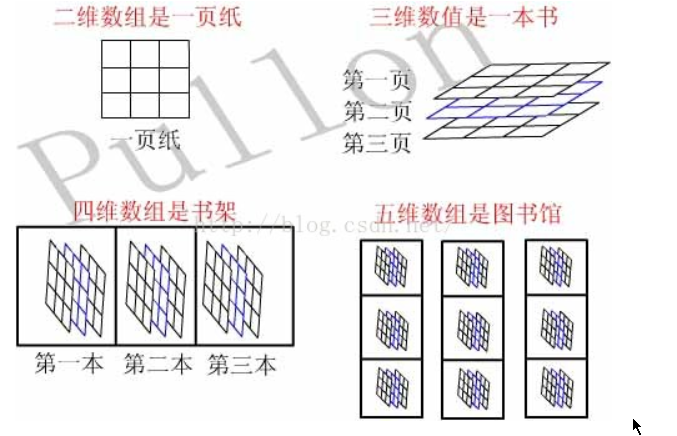 二维数组是一页纸
三维数值是一本书
第一页
第二页
第三页
一页纸
Pullon
四维数组是书架
五维数组是图书馆
http://blog.csdn.net/
第一本 第二本 第三本